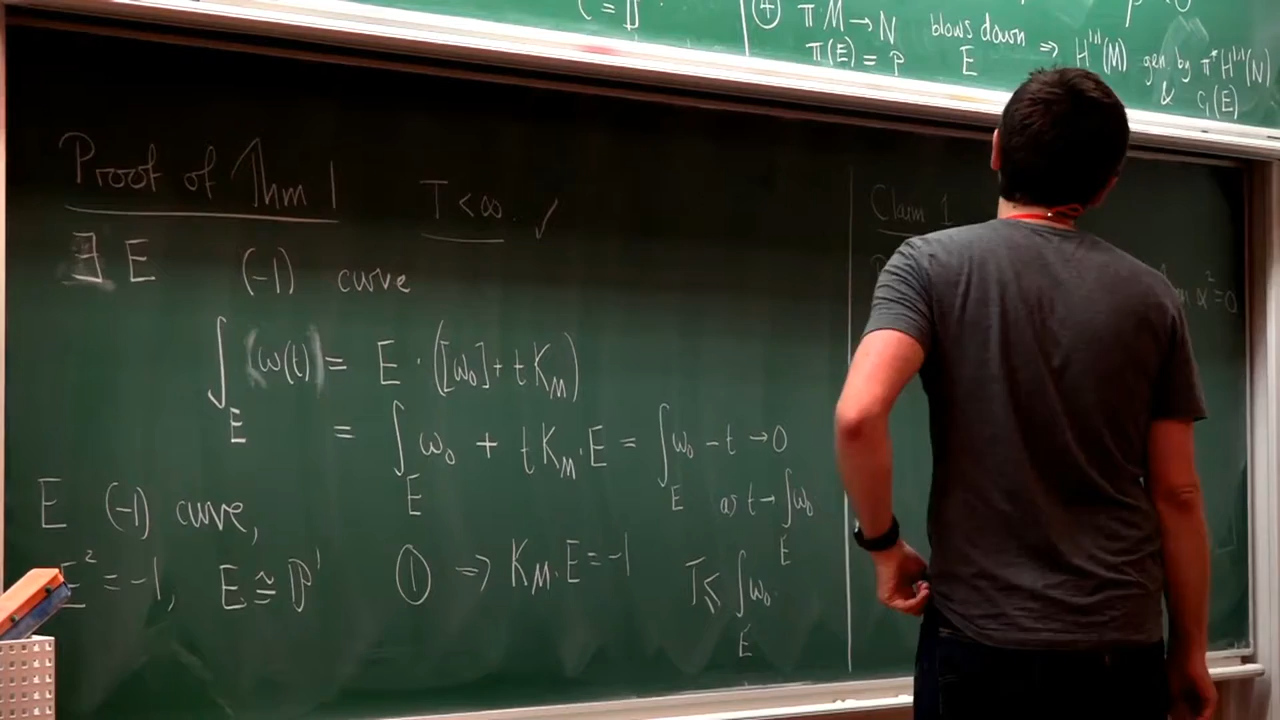 ④ π: M → N blows down ⇒ H^{1,1}(M) gen. by π*H^{1,1}(N)
π(E) = p E & c₁(E)
Proof of Thm 1 T < ∞. ✓
∃ E (-1) curve
∫_E ω(t) = E · ([ω₀] + t K_M)
= ∫_E ω₀ + t K_M · E = ∫_E ω₀ - t → 0
as t → ∫_E ω₀
E (-1) curve,
E² = -1, E ≅ ℙ¹ ① ⇒ K_M · E = -1 T ≤ ∫_E ω₀.
Claim 1
α² = 0